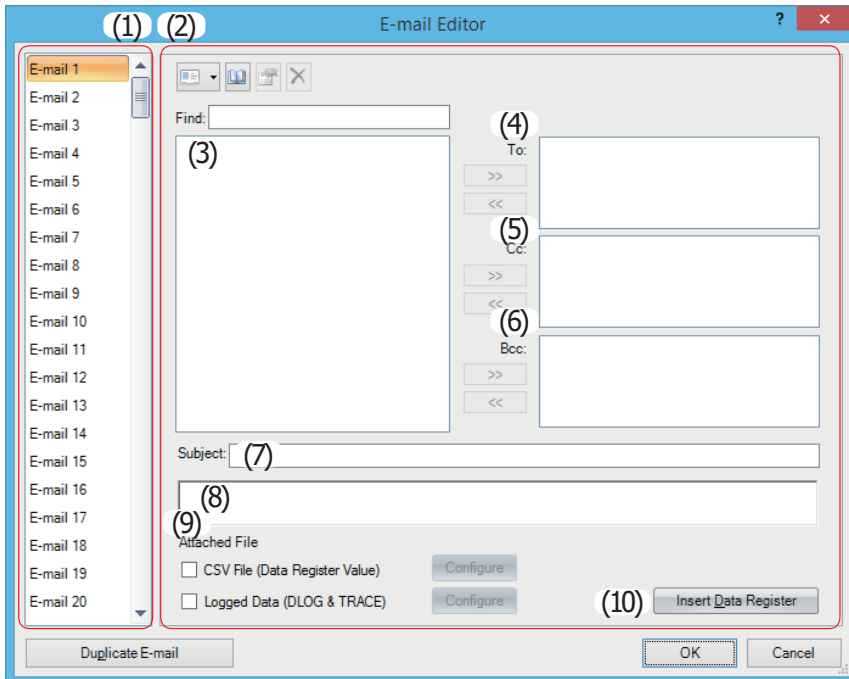 (1) (2) E-mail Editor ? ×
E-mail 1
E-mail 2
E-mail 3
E-mail 4
E-mail 5
E-mail 6
E-mail 7
E-mail 8
E-mail 9
E-mail 10
E-mail 11
E-mail 12
E-mail 13
E-mail 14
E-mail 15
E-mail 16
E-mail 17
E-mail 18
E-mail 19
E-mail 20
Find:
(3)
(4)
To:
>>
<<
(5)
Cc:
>>
<<
(6)
Bcc:
>>
<<
Subject: (7)
(8)
(9)
Attached File
CSV File (Data Register Value) Configure
Logged Data (DLOG & TRACE) Configure
(10) Insert Data Register
Duplicate E-mail OK Cancel